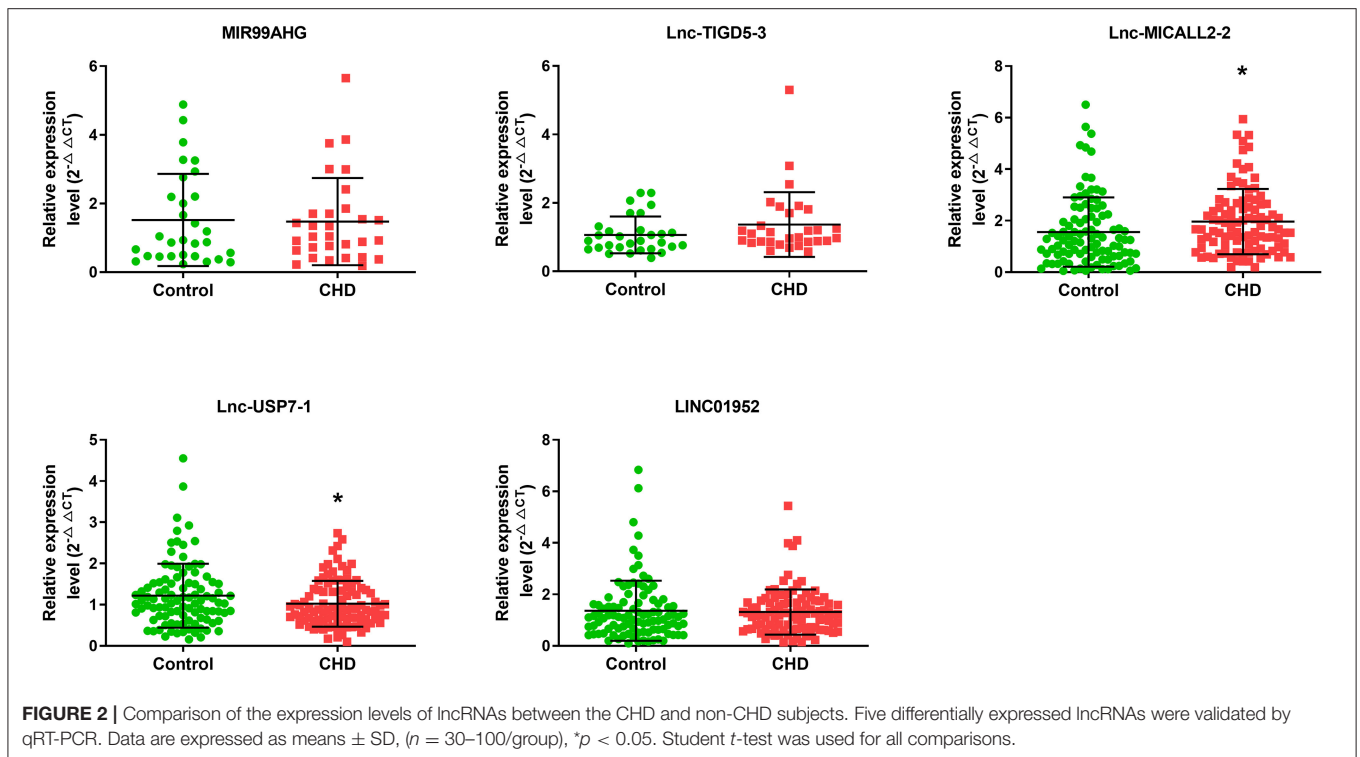 MIR99AHG
Relative expression
level (2^-△ △CT)
6
4
2
0
Control
CHD
Lnc-TIGD5-3
Relative expression
level (2^-△ △CT)
6
4
2
0
Control
CHD
Lnc-MICALL2-2
Relative expression
level (2^-△ △CT)
8
6
4
2
0
*
Control
CHD
Lnc-USP7-1
Relative expression
level (2^-△ △CT)
5
4
3
2
1
0
*
Control
CHD
LINC01952
Relative expression
level (2^-△ △CT)
8
6
4
2
0
Control
CHD
FIGURE 2 | Comparison of the expression levels of lncRNAs between the CHD and non-CHD subjects. Five differentially expressed lncRNAs were validated by
qRT-PCR. Data are expressed as means ± SD, (n = 30–100/group), *p < 0.05. Student t-test was used for all comparisons.